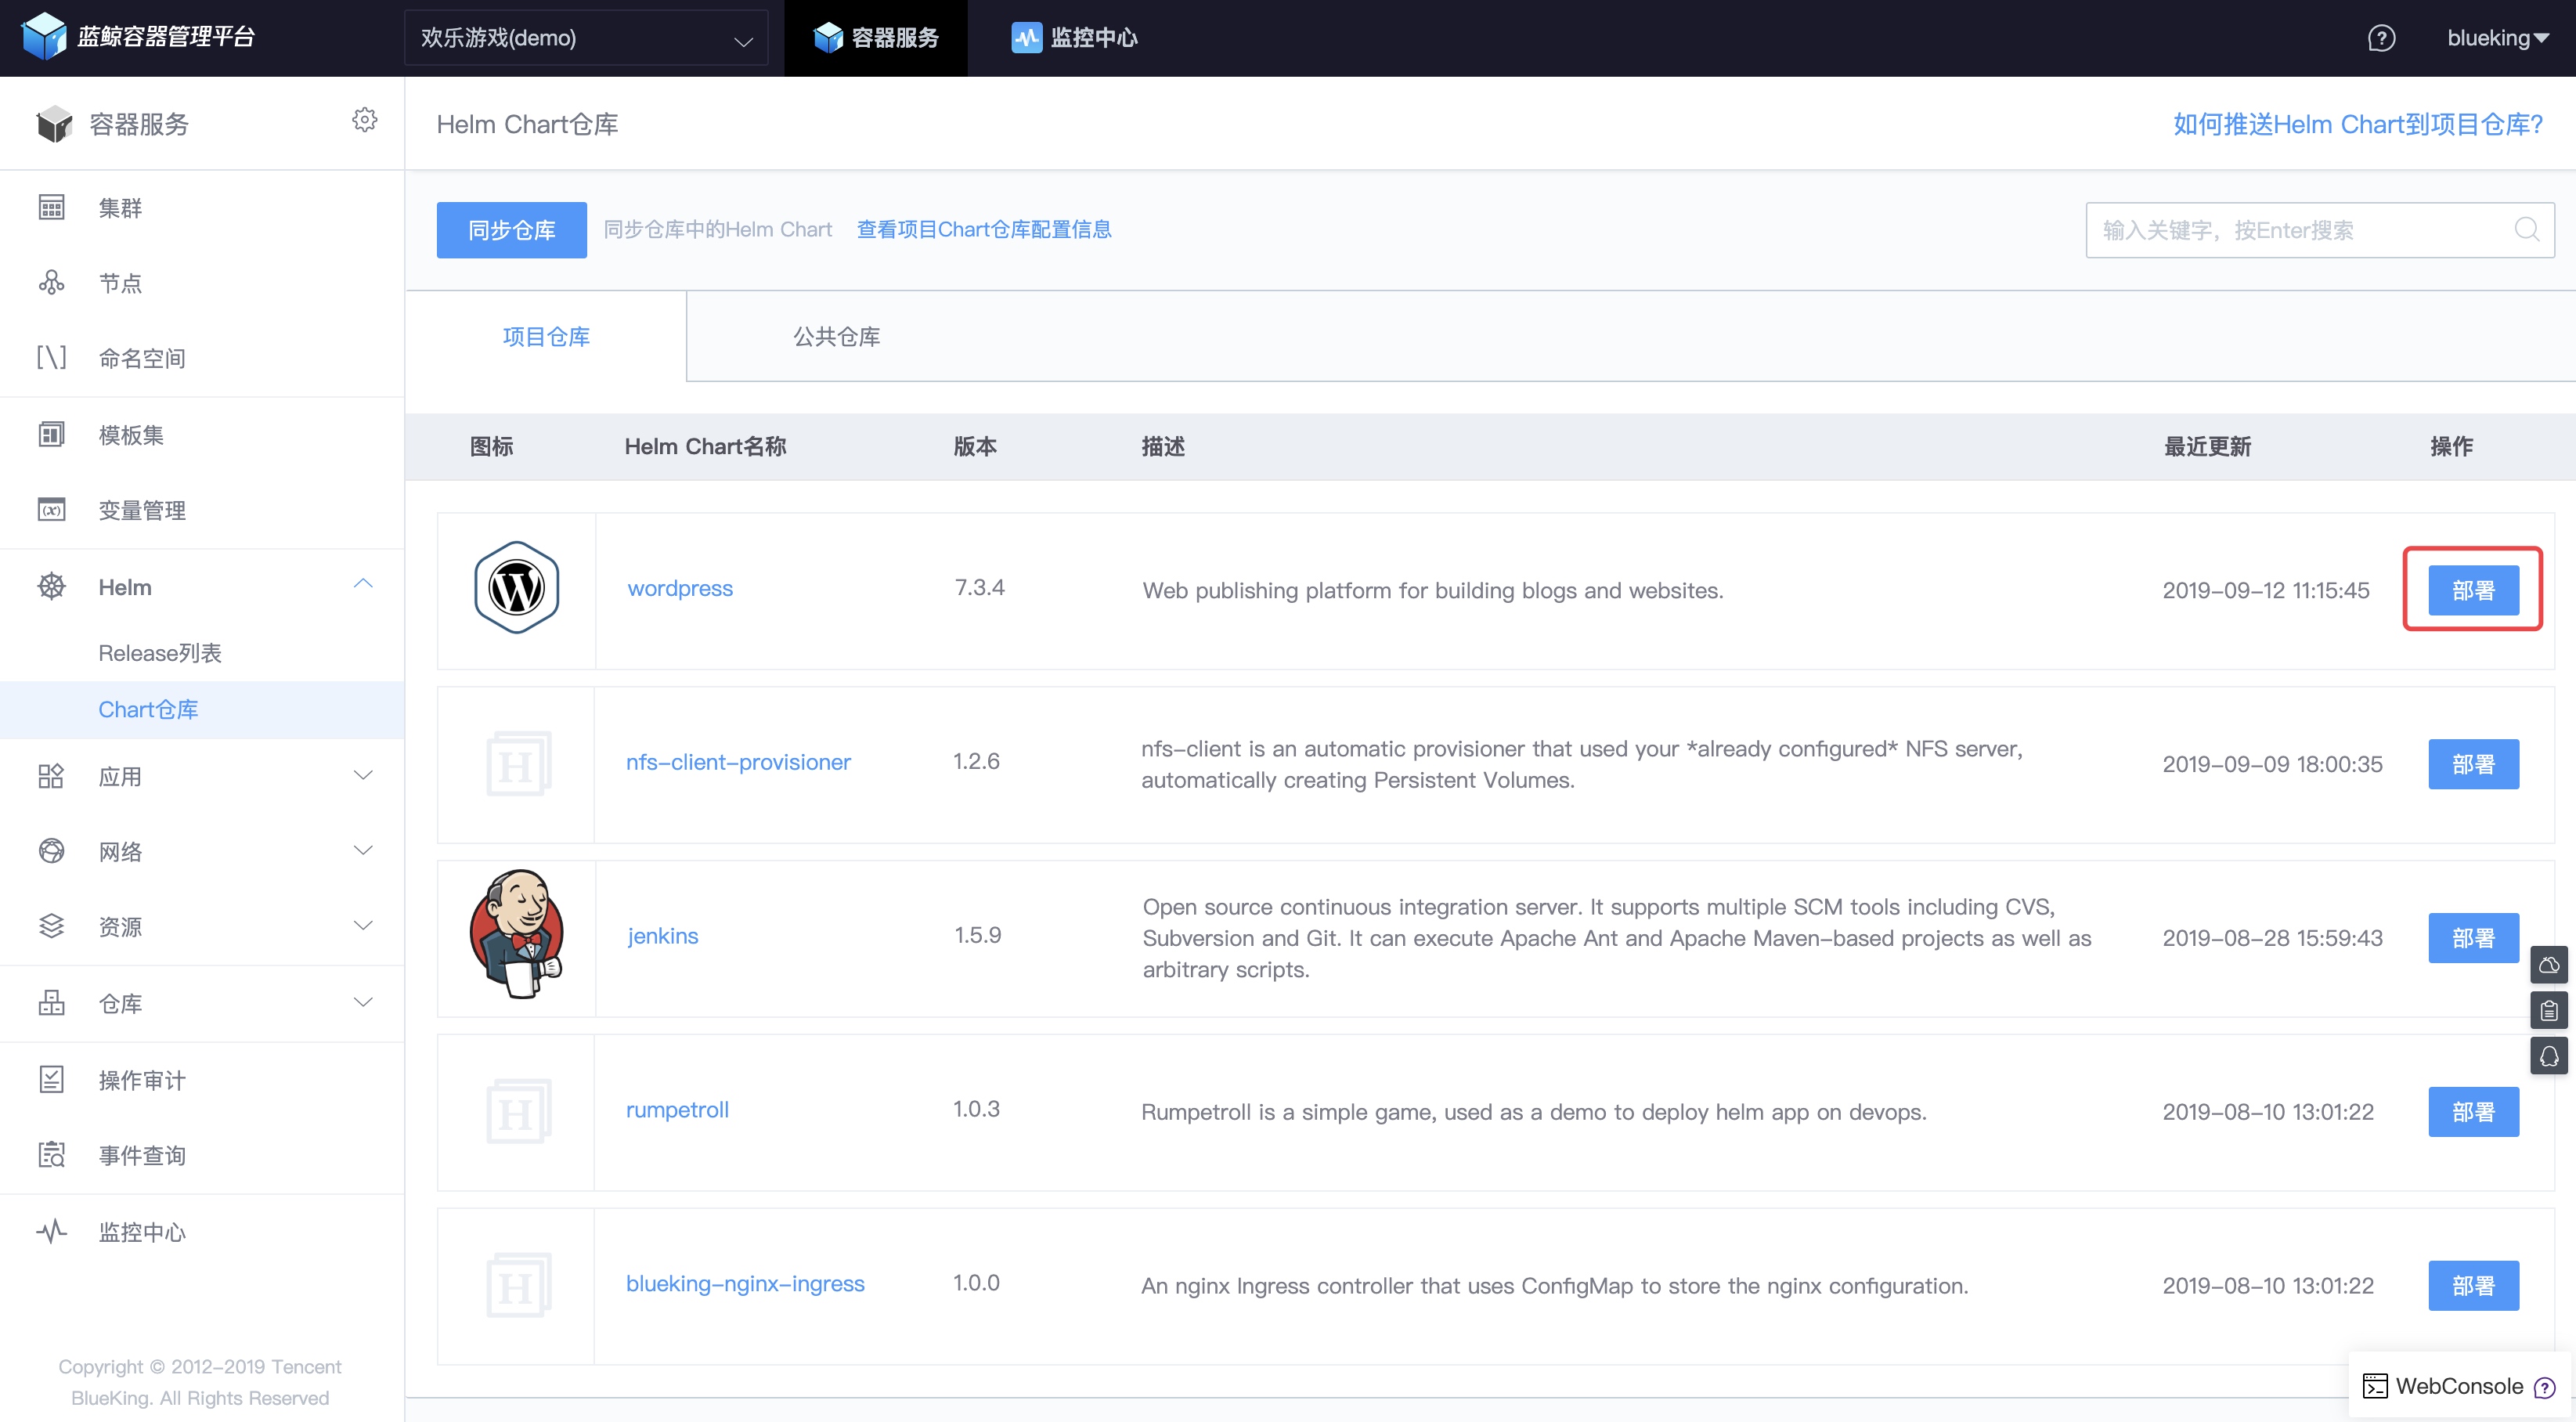 蓝鲸容器管理平台
欢乐游戏(demo)
容器服务
监控中心
blueking
容器服务
集群
节点
命名空间
模板集
变量管理
Helm
Release列表
Chart仓库
应用
网络
资源
仓库
操作审计
事件查询
监控中心
Copyright © 2012-2019 Tencent
BlueKing. All Rights Reserved
Helm Chart仓库
如何推送Helm Chart到项目仓库?
同步仓库 同步仓库中的Helm Chart 查看项目Chart仓库配置信息
输入关键字，按Enter搜索
项目仓库 公共仓库
图标 Helm Chart名称 版本 描述 最近更新 操作
wordpress 7.3.4 Web publishing platform for building blogs and websites. 2019-09-12 11:15:45 部署
nfs-client-provisioner 1.2.6 nfs-client is an automatic provisioner that used your *already configured* NFS server,
automatically creating Persistent Volumes. 2019-09-09 18:00:35 部署
Open source continuous integration server. It supports multiple SCM tools including CVS,
jenkins 1.5.9 Subversion and Git. It can execute Apache Ant and Apache Maven-based projects as well as 2019-08-28 15:59:43 部署
arbitrary scripts.
rumpetroll 1.0.3 Rumpetroll is a simple game, used as a demo to deploy helm app on devops. 2019-08-10 13:01:22 部署
blueking-nginx-ingress 1.0.0 An nginx Ingress controller that uses ConfigMap to store the nginx configuration. 2019-08-10 13:01:22 部署
WebConsole